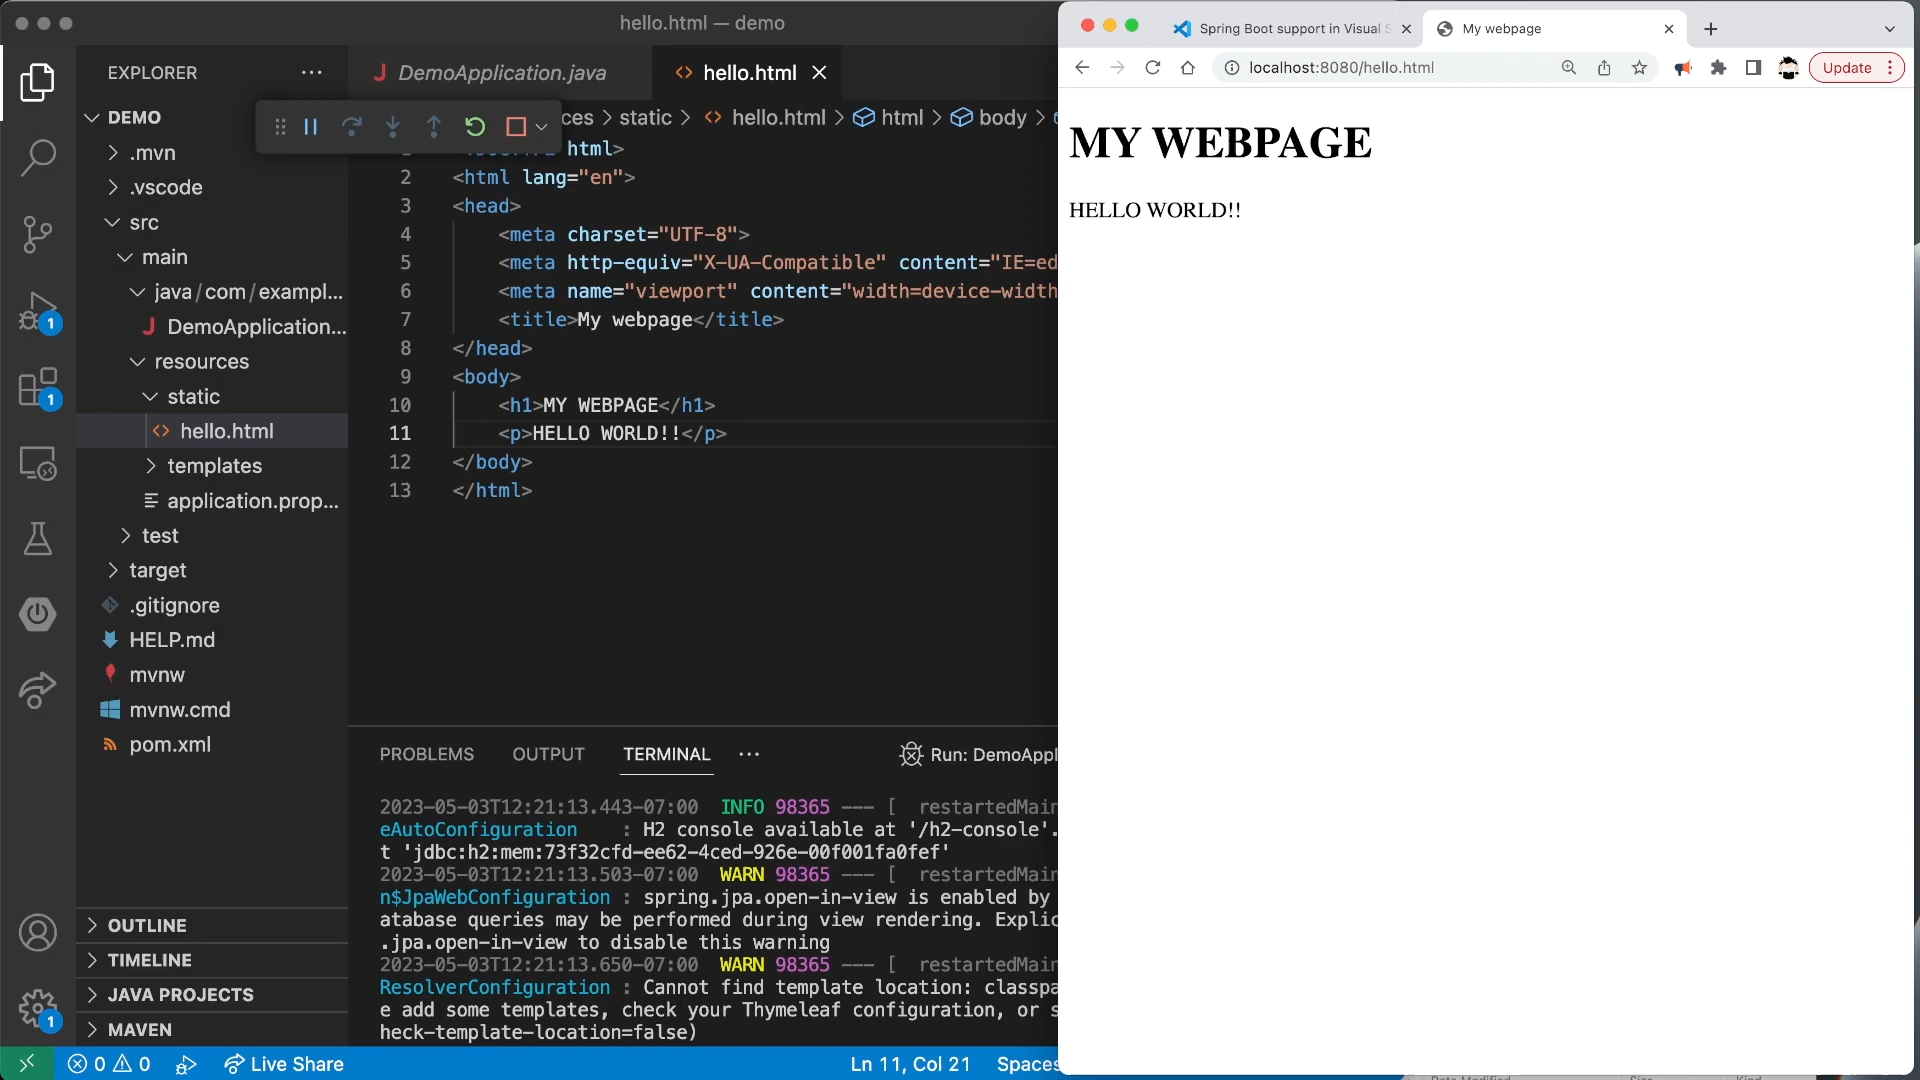 hello.html — demo
EXPLORER
DEMO
.mvn
.vscode
src
main
java/com/exampl...
DemoApplication...
resources
static
hello.html
templates
application.prop...
test
target
.gitignore
HELP.md
mvnw
mvnw.cmd
pom.xml
OUTLINE
TIMELINE
JAVA PROJECTS
MAVEN
DemoApplication.java
hello.html
ces > static > hello.html > html > body >
html>
2 <html lang="en">
3 <head>
4 <meta charset="UTF-8">
5 <meta http-equiv="X-UA-Compatible" content="IE=ed
6 <meta name="viewport" content="width=device-width
7 <title>My webpage</title>
8 </head>
9 <body>
10 <h1>MY WEBPAGE</h1>
11 <p>HELLO WORLD!!</p>
12 </body>
13 </html>
PROBLEMS OUTPUT TERMINAL ... Run: DemoAppl
2023-05-03T12:21:13.443-07:00 INFO 98365 --- [ restartedMain
eAutoConfiguration : H2 console available at '/h2-console'.
t 'jdbc:h2:mem:73f32cfd-ee62-4ced-926e-00f001fa0fef'
2023-05-03T12:21:13.503-07:00 WARN 98365 --- [ restartedMain
n$JpaWebConfiguration : spring.jpa.open-in-view is enabled by
atabase queries may be performed during view rendering. Explic
.jpa.open-in-view to disable this warning
2023-05-03T12:21:13.650-07:00 WARN 98365 --- [ restartedMain
ResolverConfiguration : Cannot find template location: classpa
e add some templates, check your Thymeleaf configuration, or s
heck-template-location=false)
1
1
1
0 0 Live Share Ln 11, Col 21 Spaces
Spring Boot support in Visual S
My webpage
localhost:8080/hello.html
Update
MY WEBPAGE
HELLO WORLD!!